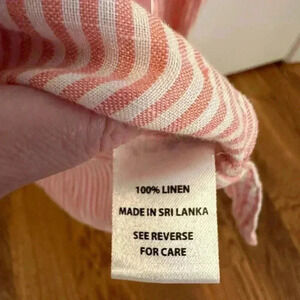 100% LINEN
MADE IN SRI LANKA
SEE REVERSE
FOR CARE